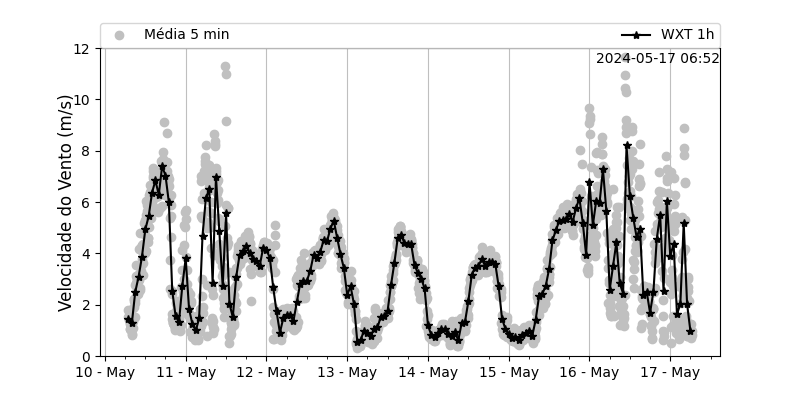 Média 5 min
WXT 1h
2024-05-17 06:52
Velocidade do Vento (m/s)
12
10
8
6
4
2
0
10 - May
11 - May
12 - May
13 - May
14 - May
15 - May
16 - May
17 - May